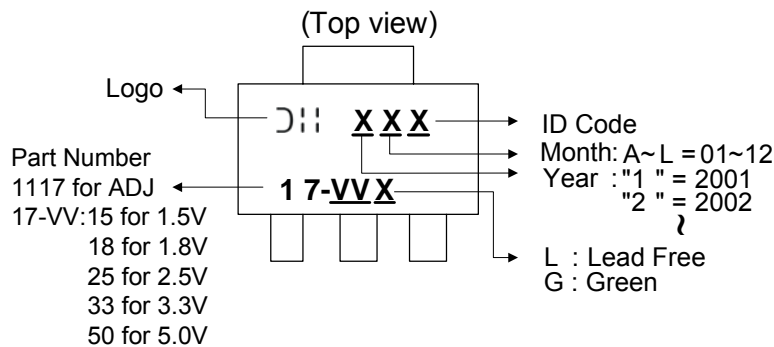 (Top view)
Logo
X X X
ID Code
Month: A~ L = 01~12
Year : "1 " = 2001
"2 " = 2002
~
Part Number
1117 for ADJ
17-VV:15 for 1.5V
18 for 1.8V
25 for 2.5V
33 for 3.3V
50 for 5.0V
1 7-VV X
L : Lead Free
G : Green